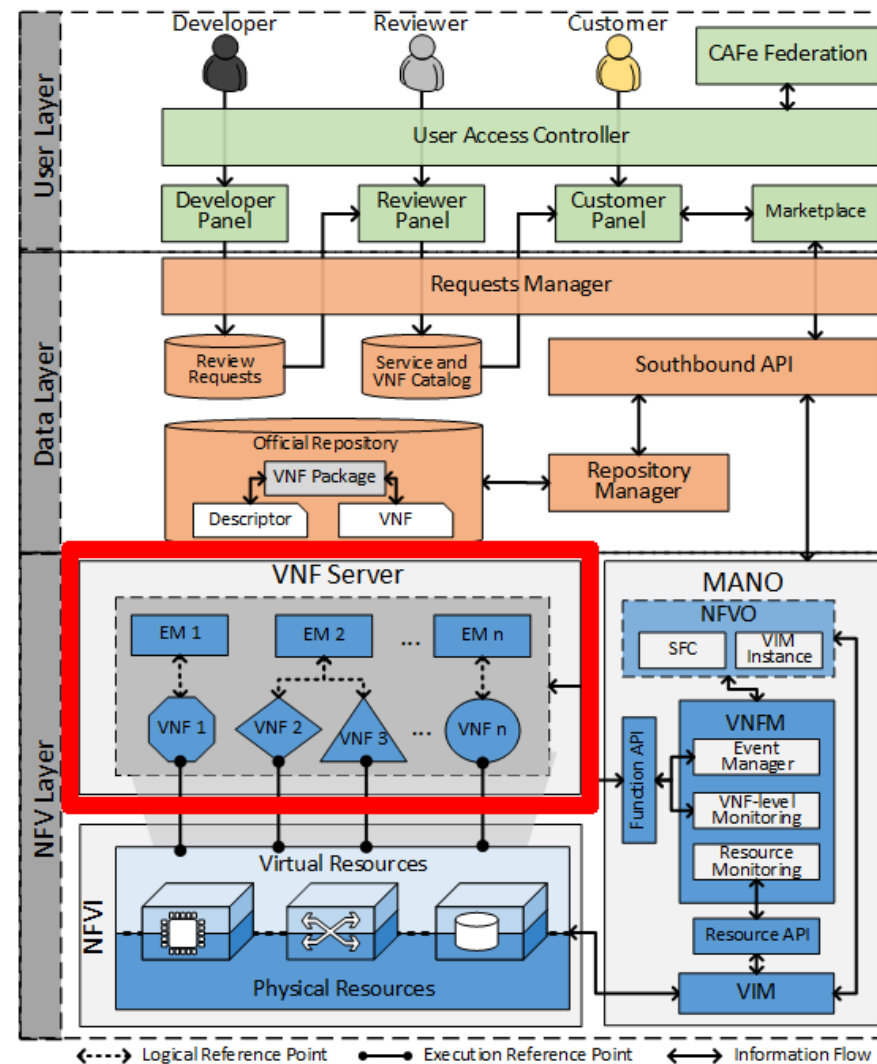 Developer
Reviewer
Customer
CAFe Federation
User Access Controller
Developer
Panel
Reviewer
Panel
Customer
Panel
Marketplace
User Layer
Requests Manager
Review
Requests
Service and
VNF Catalog
Southbound API
Official Repository
VNF Package
Descriptor
VNF
Repository
Manager
Data Layer
VNF Server
EM 1
EM 2
...
EM n
VNF 1
VNF 2
VNF 3
...
VNF n
MANO
NFVO
SFC
VIM
Instance
VNFM
Event
Manager
VNF-level
Monitoring
Resource
Monitoring
Function API
Resource API
VIM
NFV Layer
NFVI
Virtual Resources
Physical Resources
Logical Reference Point
Execution Reference Point
Information Flow